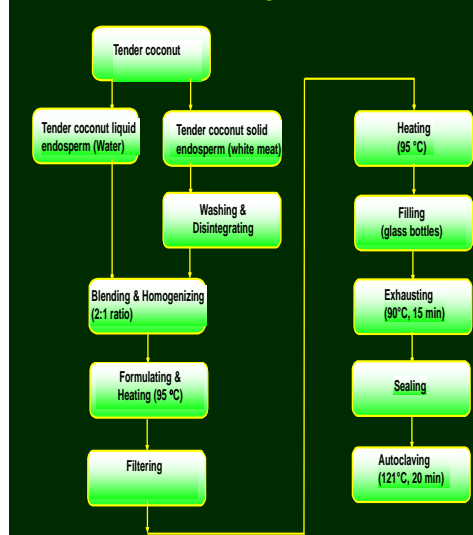 Tender coconut
Tender coconut liquid
endosperm (Water)
Tender coconut solid
endosperm (white meat)
Washing &
Disintegrating
Blending & Homogenizing
(2:1 ratio)
Formulating &
Heating (95 ºC)
Filtering
Heating
(95 °C)
Filling
(glass bottles)
Exhausting
(90°C, 15 min)
Sealing
Autoclaving
(121°C, 20 min)